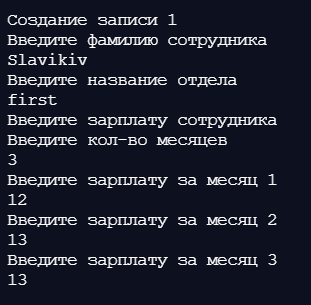 Создание записи 1
Введите фамилию сотрудника
Slavikiv
Введите название отдела
first
Введите зарплату сотрудника
Введите кол-во месяцев
3
Введите зарплату за месяц 1
12
Введите зарплату за месяц 2
13
Введите зарплату за месяц 3
13